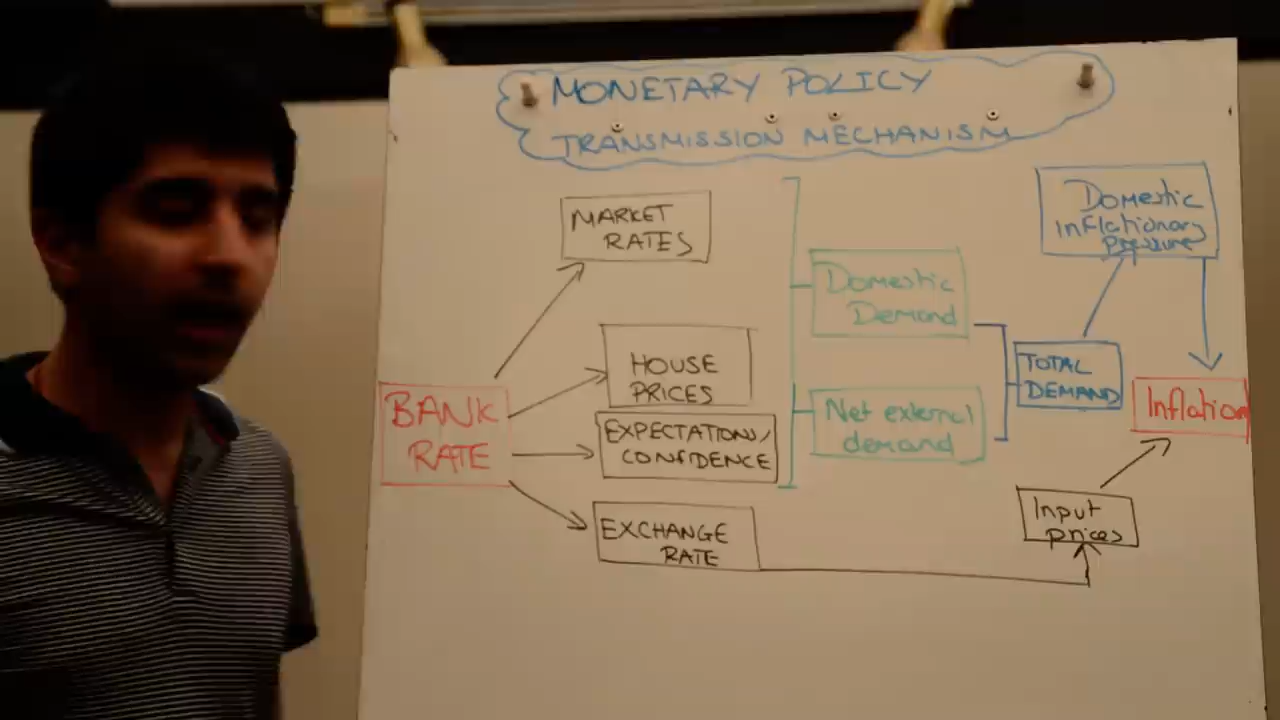 MONETARY POLICY
TRANSMISSION MECHANISM
MARKET
RATES
HOUSE
PRICES
BANK
RATE
EXPECTATIONS/
CONFIDENCE
EXCHANGE
RATE
Domestic
Demand
Net external
demand
TOTAL
DEMAND
Domestic
Inflationary
pressure
Inflation
Input
prices